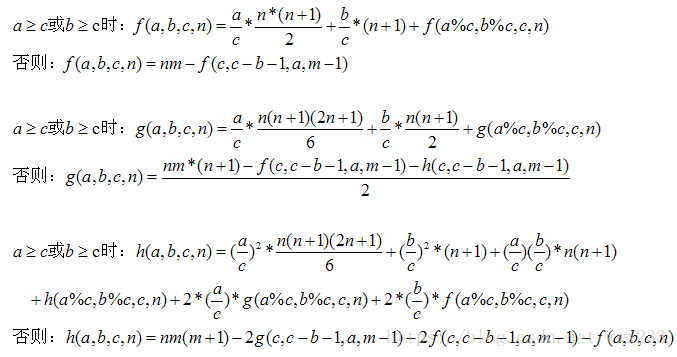 a≥c或b≥c时：f(a,b,c,n)=a/c*n*(n+1)/2+b/c*(n+1)+f(a%c,b%c,c,n)
否则：f(a,b,c,n)=nm−f(c,c−b−1,a,m−1)
a≥c或b≥c时：g(a,b,c,n)=a/c*n(n+1)(2n+1)/6+b/c*n(n+1)/2+g(a%c,b%c,c,n)
否则：g(a,b,c,n)=(nm*(n+1)−f(c,c−b−1,a,m−1)−h(c,c−b−1,a,m−1))/2
a≥c或b≥c时：h(a,b,c,n)=(a/c)²*n(n+1)(2n+1)/6+(b/c)²*(n+1)+(a/c)(b/c)*n(n+1)
+h(a%c,b%c,c,n)+2*(a/c)*g(a%c,b%c,c,n)+2*(b/c)*f(a%c,b%c,c,n)
否则：h(a,b,c,n)=nm(m+1)−2g(c,c−b−1,a,m−1)−2f(c,c−b−1,a,m−1)−f(a,b,c,n)